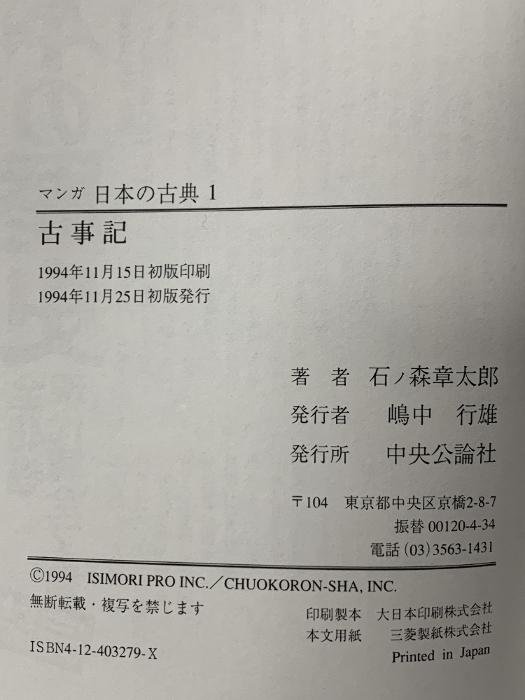 マンガ 日本の古典 1
古事記
1994年11月15日初版印刷
1994年11月25日初版発行
著 者 石ノ森章太郎
発行者 嶋中 行雄
発行所 中央公論社
〒104 東京都中央区京橋2-8-7
振替 00120-4-34
電話 (03)3563-1431
©1994 ISIMORI PRO INC.／CHUOKORON-SHA, INC.
無断転載・複写を禁じます
印刷製本 大日本印刷株式会社
本文用紙 三菱製紙株式会社
ISBN4-12-403279-X
Printed in Japan